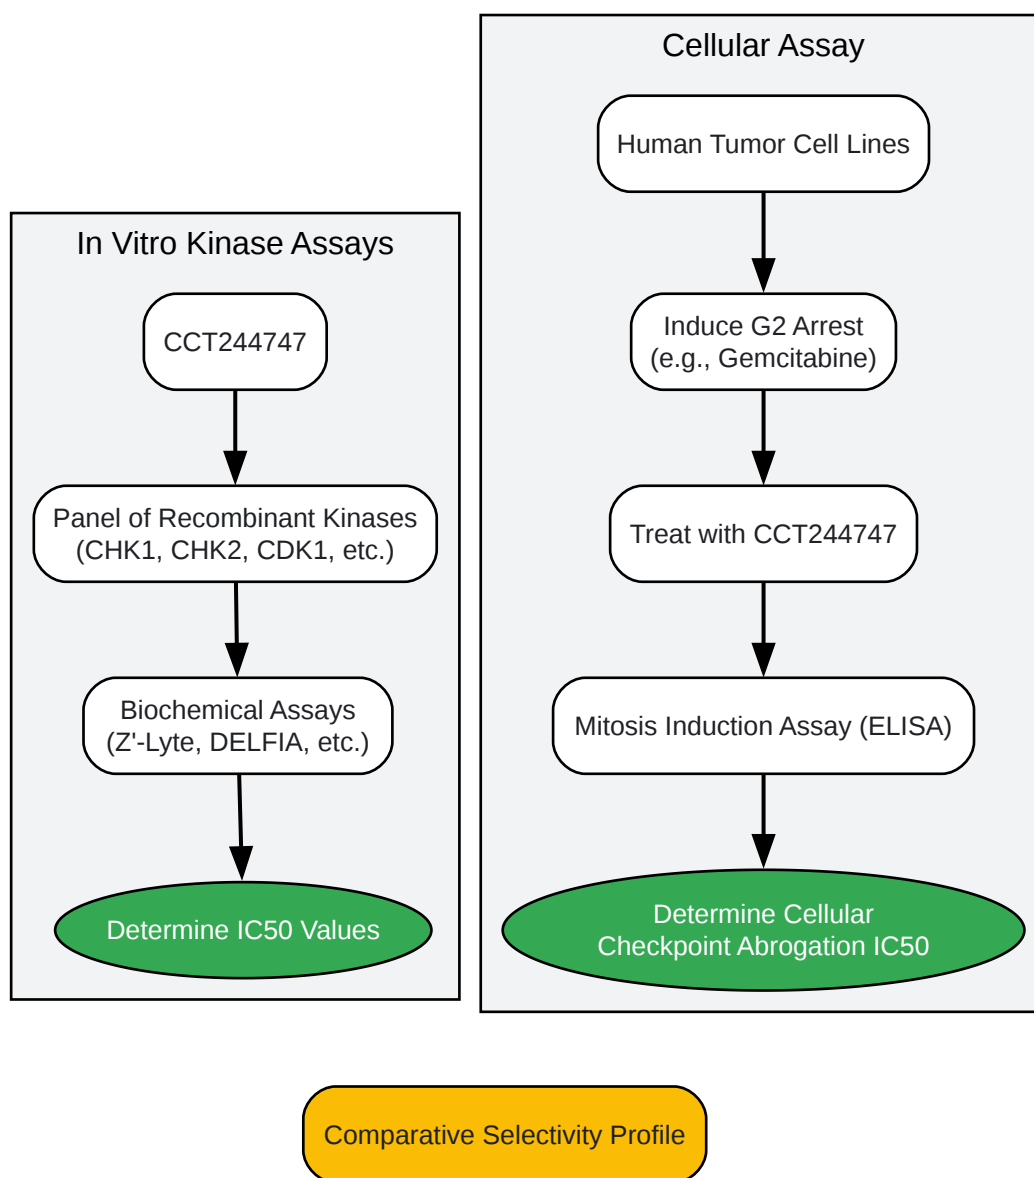 In Vitro Kinase Assays
CCT244747
Panel of Recombinant Kinases
(CHK1, CHK2, CDK1, etc.)
Biochemical Assays
(Z'-Lyte, DELFIA, etc.)
Determine IC50 Values
Cellular Assay
Human Tumor Cell Lines
Induce G2 Arrest
(e.g., Gemcitabine)
Treat with CCT244747
Mitosis Induction Assay (ELISA)
Determine Cellular
Checkpoint Abrogation IC50
Comparative Selectivity Profile